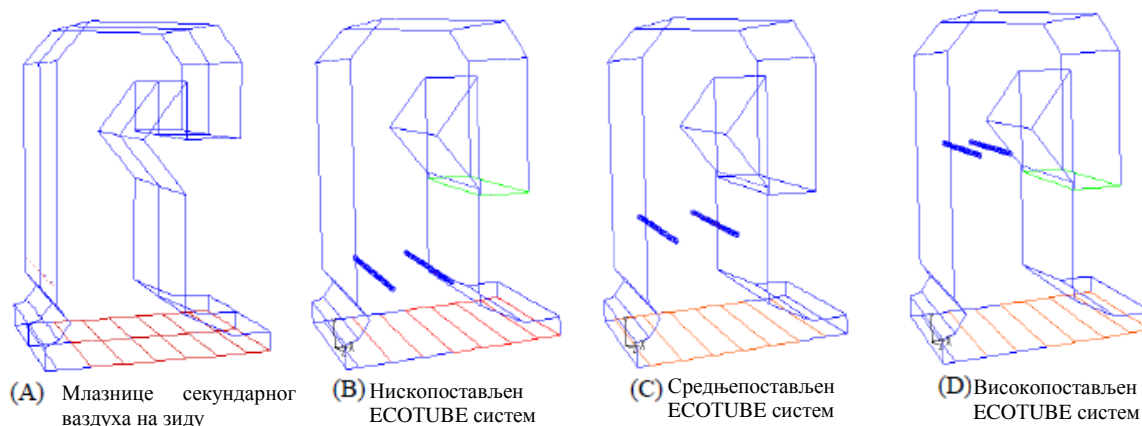 (A) Млазнице секундарног
ваздуха на зиду
(B) Нископостављен
ECOTUBE систем
(C) Средњепостављен
ECOTUBE систем
(D) Високопостављен
ECOTUBE систем